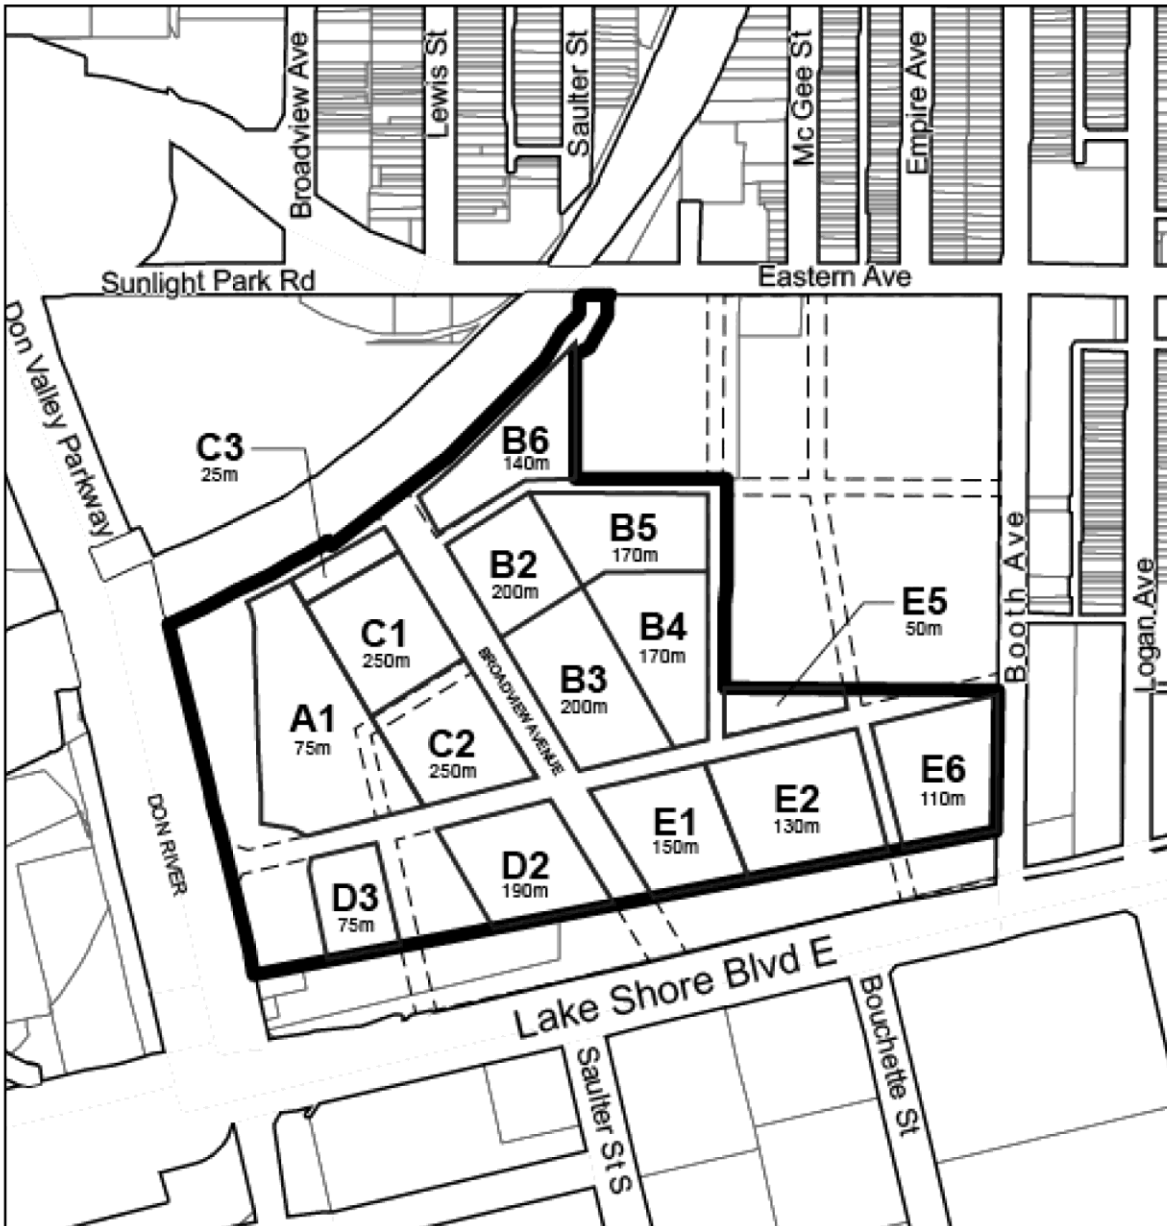 Broadview Ave
Lewis St
Saulter St
Mc Gee St
Empire Ave
Sunlight Park Rd
Eastern Ave
Don Valley Parkway
C3
25m
B6
140m
B5
170m
B2
200m
E5
50m
Booth Ave
Logan Ave
C1
250m
B4
170m
B3
200m
BROADVIEW AVENUE
A1
75m
C2
250m
E6
110m
E2
130m
E1
150m
DON RIVER
D2
190m
D3
75m
Lake Shore Blvd E
Bouchette St
Saulter St S